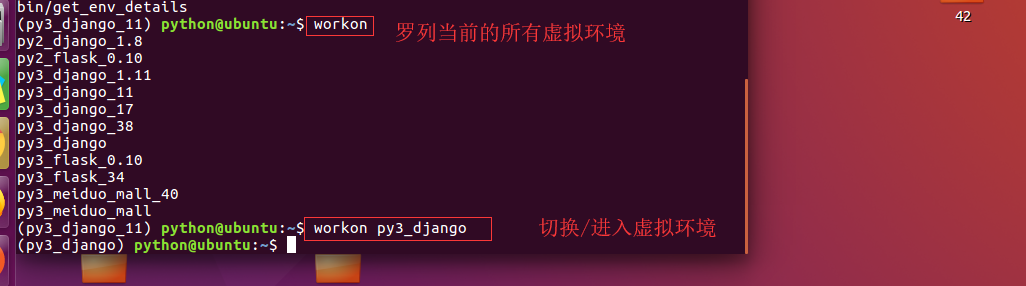 bin/get_env_details
(py3_django_11) python@ubuntu:~$ workon 罗列当前的所有虚拟环境
py2_django_1.8
py2_flask_0.10
py3_django_1.11
py3_django_11
py3_django_17
py3_django_38
py3_django
py3_flask_0.10
py3_flask_34
py3_meiduo_mall_40
py3_meiduo_mall
(py3_django_11) python@ubuntu:~$ workon py3_django 切换/进入虚拟环境
(py3_django) python@ubuntu:~$
42